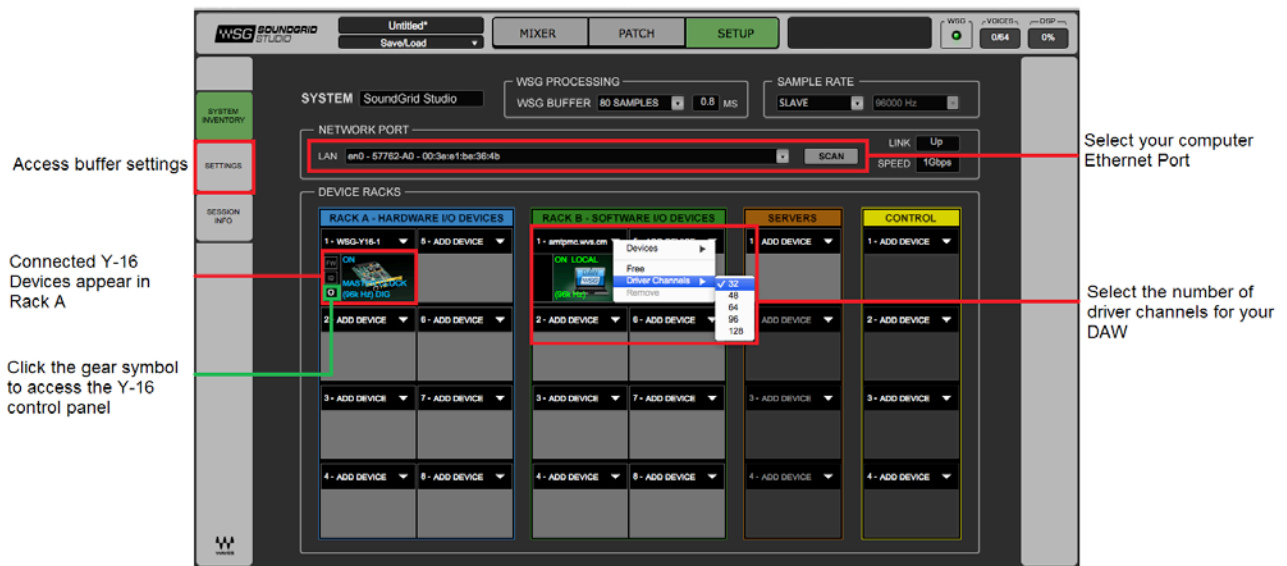 WSG SOUNDGRID STUDIO
Untitled*
Save/Load
MIXER
PATCH
SETUP
WSG
VOICES
0/64
DSP
0%
SYSTEM INVENTORY
SETTINGS
SESSION INFO
WAVES
SYSTEM SoundGrid Studio
WSG PROCESSING
WSG BUFFER 80 SAMPLES 0.8 MS
SAMPLE RATE
SLAVE 96000 Hz
NETWORK PORT
LAN en0 - 57762-A0 - 00:3e:e1:be:36:4b SCAN
LINK Up
SPEED 1Gbps
DEVICE RACKS
RACK A - HARDWARE I/O DEVICES
1 - WSG-Y16-1
5 - ADD DEVICE
FW
ID
ON
MASTER CLOCK
(96k Hz) DIG
2 - ADD DEVICE
6 - ADD DEVICE
3 - ADD DEVICE
7 - ADD DEVICE
4 - ADD DEVICE
8 - ADD DEVICE
RACK B - SOFTWARE I/O DEVICES
1 - amtpmc.wvs.cm
ON LOCAL
WSG
(96k Hz)
Devices
Free
Driver Channels
Remove
32
48
64
96
128
2 - ADD DEVICE
6 - ADD DEVICE
3 - ADD DEVICE
7 - ADD DEVICE
4 - ADD DEVICE
8 - ADD DEVICE
SERVERS
1 ADD DEVICE
ADD DEVICE
3 - ADD DEVICE
4 - ADD DEVICE
CONTROL
1 - ADD DEVICE
2 - ADD DEVICE
3 - ADD DEVICE
4 - ADD DEVICE
Access buffer settings
Connected Y-16
Devices appear in
Rack A
Click the gear symbol
to access the Y-16
control panel
Select your computer
Ethernet Port
Select the number of
driver channels for your
DAW